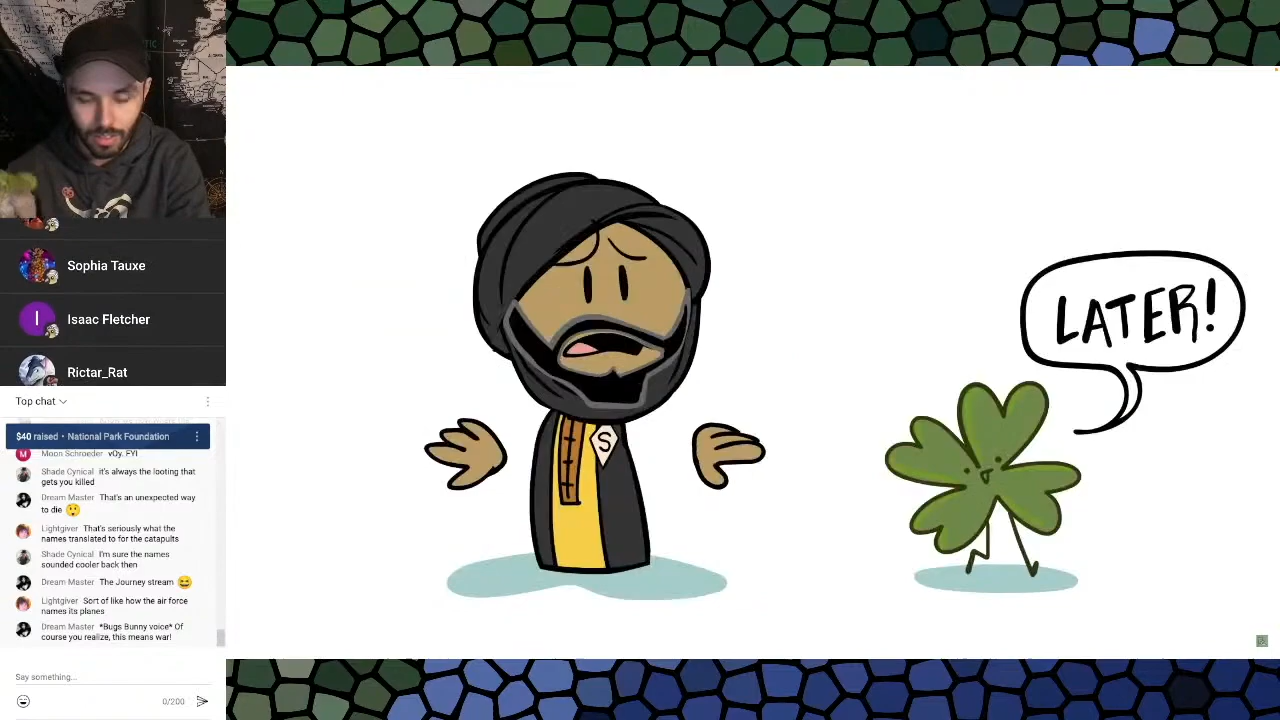 USA
Sophia Tauxe
I
Isaac Fletcher
Rictar_Rat
Top chat
$40 raised • National Park Foundation
M
Moon Schroeder vOy. FYI
Shade Cynical it's always the looting that
gets you killed
Dream Master That's an unexpected way
to die 😲
Lightgiver That's seriously what the
names translated to for the catapults
Shade Cynical I'm sure the names
sounded cooler back then
Dream Master The Journey stream 😆
Lightgiver Sort of like how the air force
names its planes
Dream Master *Bugs Bunny voice* Of
course you realize, this means war!
Say something...
0/200
S
LATER!